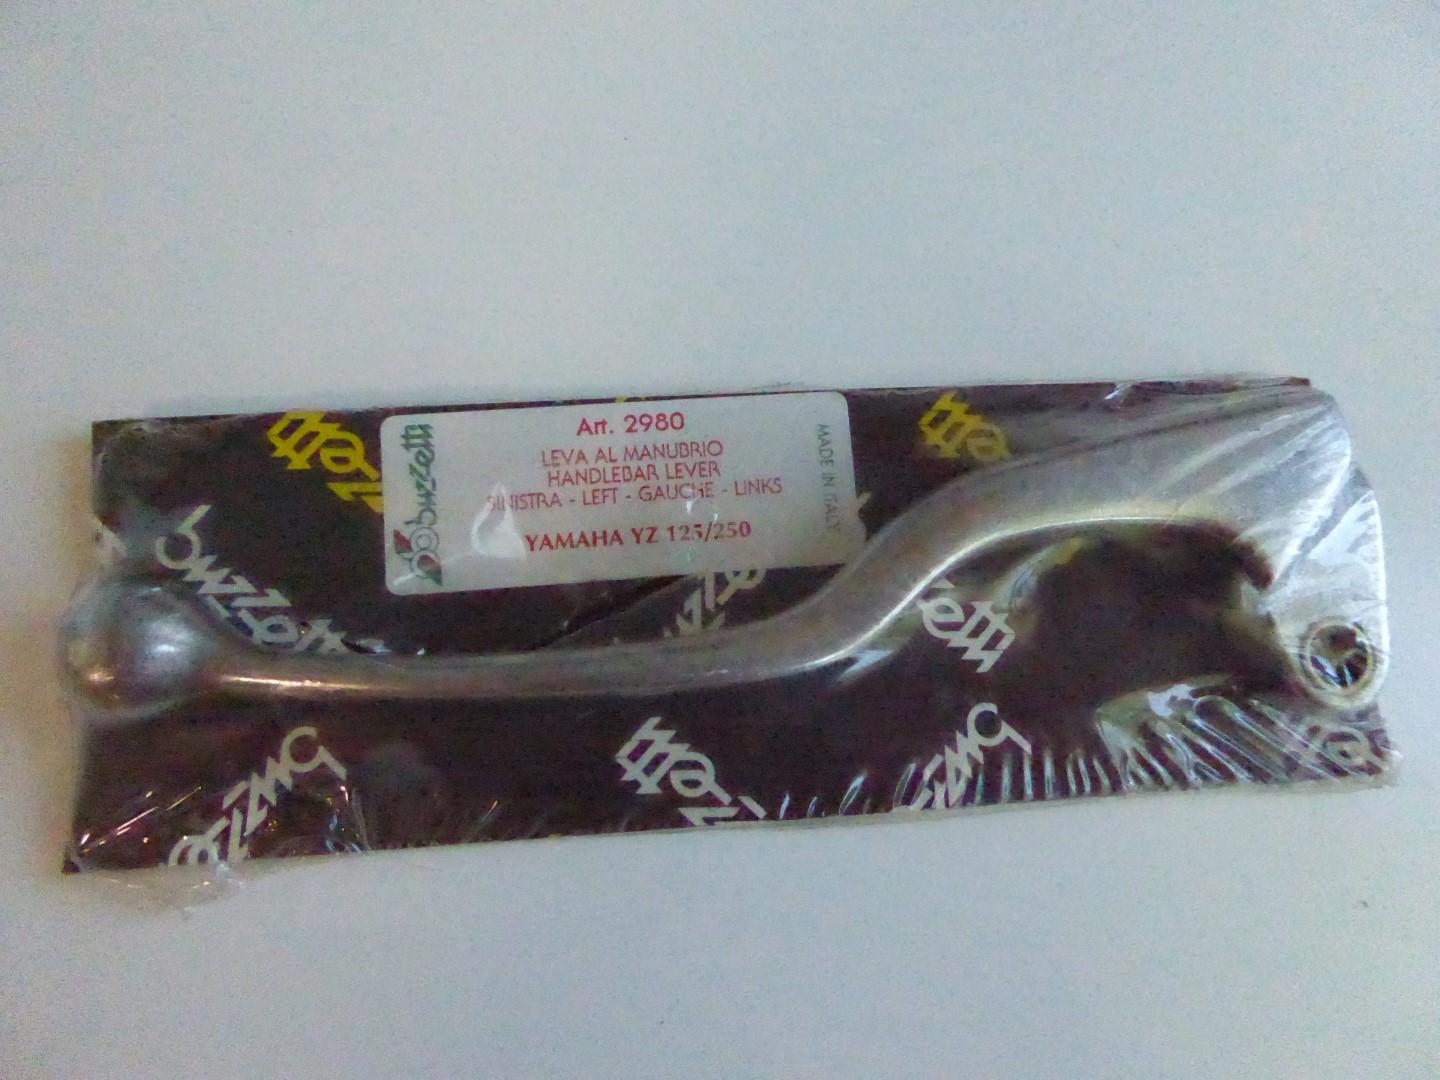 Art. 2980
LEVA AL MANUBRIO
HANDLEBAR LEVER
SINISTRA - LEFT - GAUCHE - LINKS
YAMAHA YZ 125/250
buzzetti
MADE IN ITALY
buzzetti